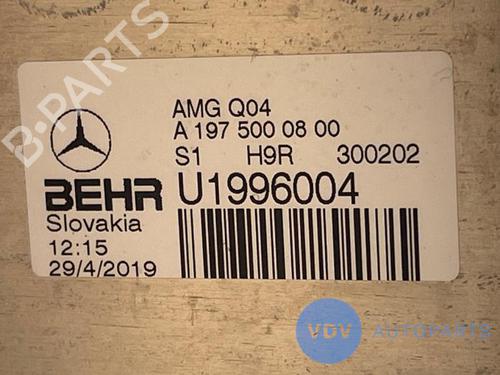 AMG Q04
A 197 500 08 00
S1 H9R 300202
BEHR U1996004
Slovakia
12:15
29/4/2019
B-PARTS
VDV AUTOPARTS